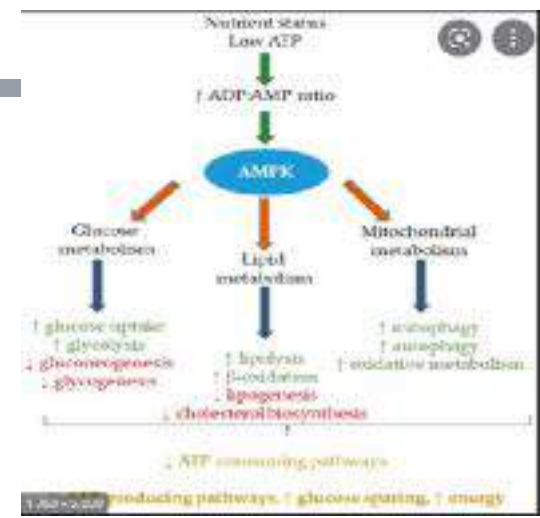 Nutrient status
Low ATP
↑ ADP:AMP ratio
AMPK
Glucose
metabolism
Lipid
metabolism
Mitochondrial
metabolism
↑ glucose uptake
↑ glycolysis
↓ gluconeogenesis
↓ glycogenesis
↑ lipolysis
↑ β-oxidation
↓ lipogenesis
↓ cholesterol biosynthesis
↑ autophagy
↑ oxidative metabolism
↑
↓ ATP consuming pathways
producing pathways, ↑ glucose sparing, ↑ energy